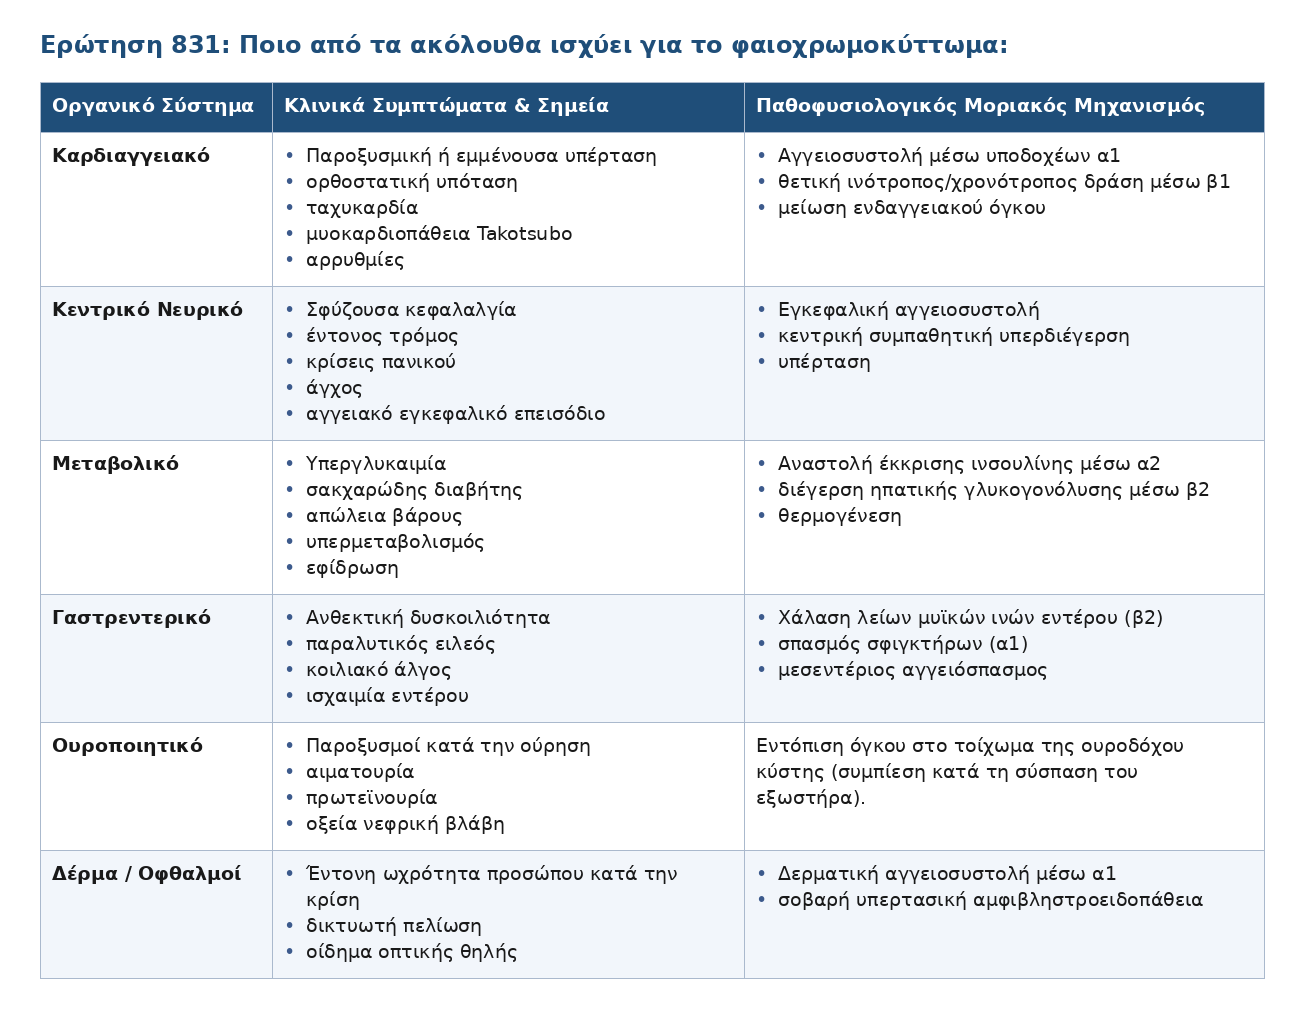 Ερώτηση 831: Ποιο από τα ακόλουθα ισχύει για το φαιοχρωμοκύττωμα:
Οργανικό Σύστημα
Κλινικά Συμπτώματα & Σημεία
Παθοφυσιολογικός Μοριακός Μηχανισμός
Καρδιαγγειακό
• Παροξυσμική ή εμμένουσα υπέρταση
• ορθοστατική υπόταση
• ταχυκαρδία
• μυοκαρδιοπάθεια Takotsubo
• αρρυθμίες
• Αγγειοσυστολή μέσω υποδοχέων α1
• θετική ινότροπος/χρονότροπος δράση μέσω β1
• μείωση ενδαγγειακού όγκου
Κεντρικό Νευρικό
• Σφύζουσα κεφαλαλγία
• έντονος τρόμος
• κρίσεις πανικού
• άγχος
• αγγειακό εγκεφαλικό επεισόδιο
• Εγκεφαλική αγγειοσυστολή
• κεντρική συμπαθητική υπερδιέγερση
• υπέρταση
Μεταβολικό
• Υπεργλυκαιμία
• σακχαρώδης διαβήτης
• απώλεια βάρους
• υπερμεταβολισμός
• εφίδρωση
• Αναστολή έκκρισης ινσουλίνης μέσω α2
• διέγερση ηπατικής γλυκογονόλυσης μέσω β2
• θερμογένεση
Γαστρεντερικό
• Ανθεκτική δυσκοιλιότητα
• παραλυτικός ειλεός
• κοιλιακό άλγος
• ισχαιμία εντέρου
• Χάλαση λείων μυϊκών ινών εντέρου (β2)
• σπασμός σφιγκτήρων (α1)
• μεσεντέριος αγγειόσπασμος
Ουροποιητικό
• Παροξυσμοί κατά την ούρηση
• αιματουρία
• πρωτεϊνουρία
• οξεία νεφρική βλάβη
Εντόπιση όγκου στο τοίχωμα της ουροδόχου
κύστης (συμπίεση κατά τη σύσπαση του
εξωστήρα).
Δέρμα / Οφθαλμοί
• Έντονη ωχρότητα προσώπου κατά την
κρίση
• δικτυωτή πελίωση
• οίδημα οπτικής θηλής
• Δερματική αγγειοσυστολή μέσω α1
• σοβαρή υπερτασική αμφιβληστροειδοπάθεια